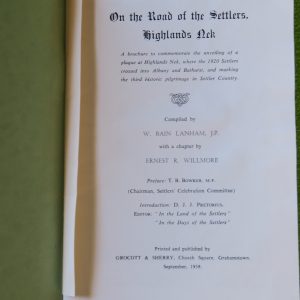 On the Road of the Settlers,
Highlands Nek
A brochure to commemorate the unveiling of a
plaque at Highlands Nek, where the 1820 Settlers
crossed into Albany and Bathurst, and marking
the third historic pilgrimage in Settler Country.
Compiled by
W. BAIN LANHAM, J.P.
with a chapter by
ERNEST R. WILLMORE
Preface: T. B. BOWKER, M.P.
(Chairman, Settlers' Celebration Committee)
Introduction: D. J. J. PRETORIUS.
EDITOR: "In the Land of the Settlers"
"In the Days of the Settlers"
Printed and published by
GROCOTT & SHERRY, Church Square, Grahamstown
September, 1958.